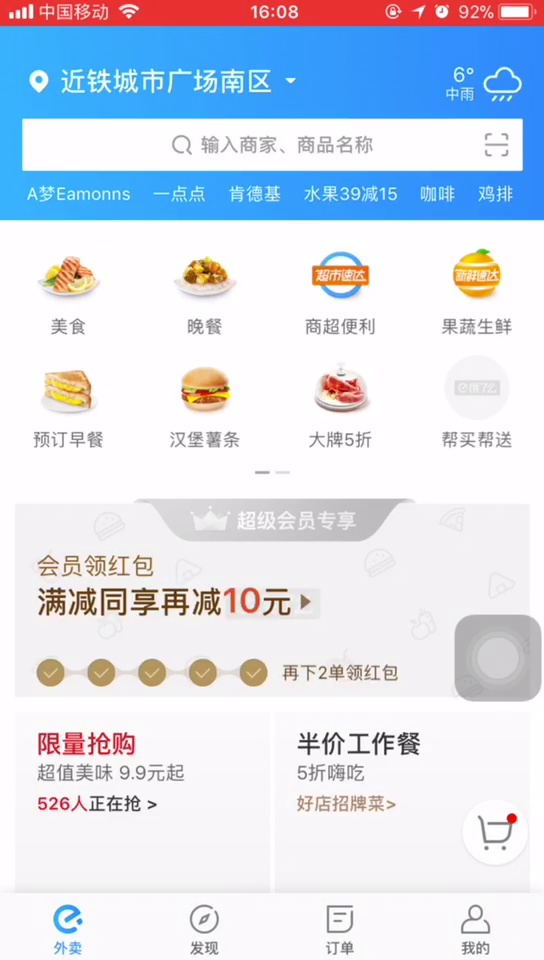 中国移动
16:08
92%
近铁城市广场南区
6°
中雨
输入商家、商品名称
A梦Eamonns
一点点
肯德基
水果39减15
咖啡
鸡排
超市速达
新鲜速达
美食
晚餐
商超便利
果蔬生鲜
饿了么
预订早餐
汉堡薯条
大牌5折
帮买帮送
超级会员专享
会员领红包
满减同享再减10元
再下2单领红包
限量抢购
半价工作餐
超值美味 9.9元起
5折嗨吃
526人正在抢 >
好店招牌菜>
外卖
发现
订单
我的